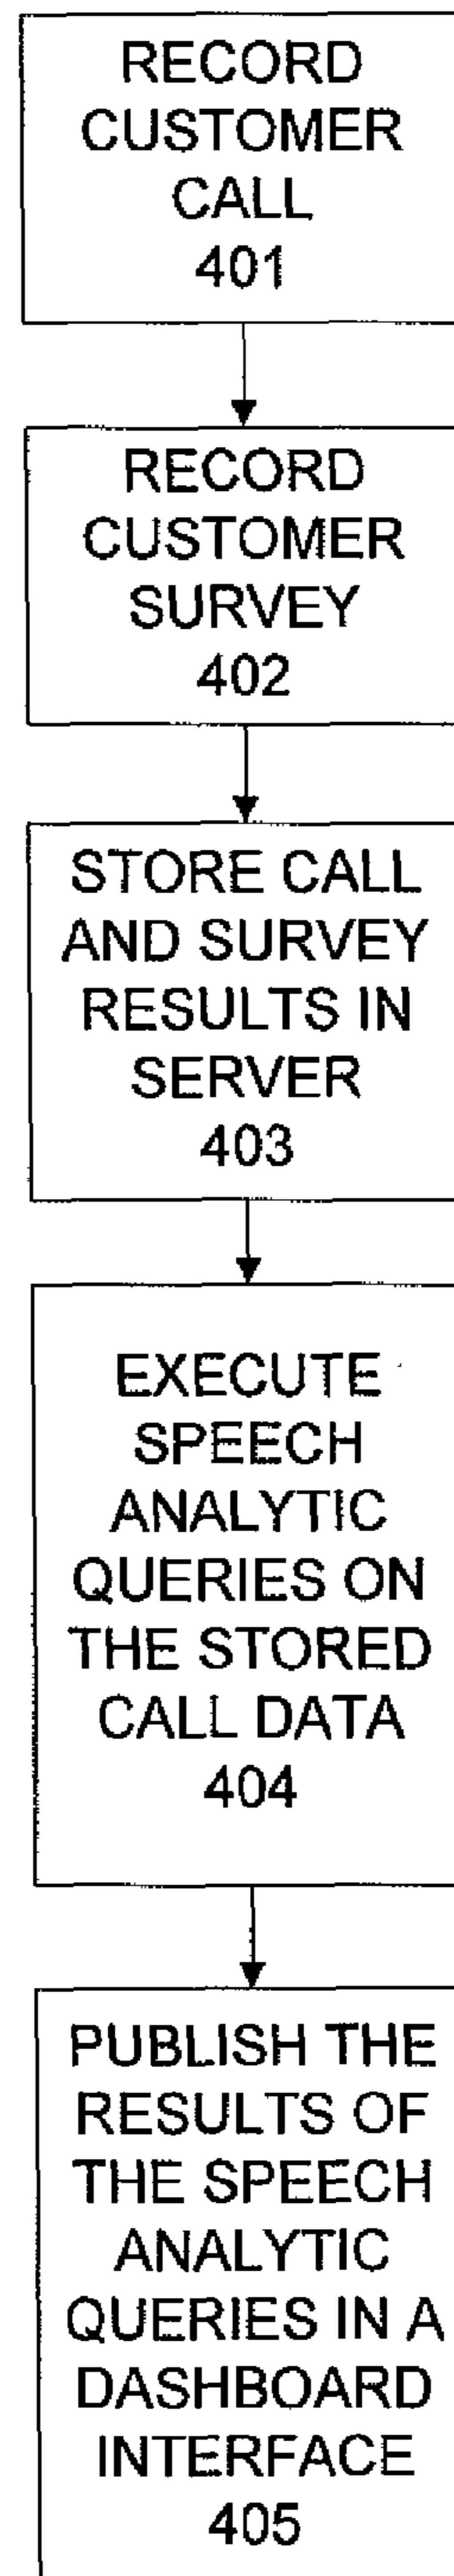 RECORD
CUSTOMER
CALL
401
RECORD
CUSTOMER
SURVEY
402
STORE CALL
AND SURVEY
RESULTS IN
SERVER
403
EXECUTE
SPEECH
ANALYTIC
QUERIES ON
THE STORED
CALL DATA
404
PUBLISH THE
RESULTS OF
THE SPEECH
ANALYTIC
QUERIES IN A
DASHBOARD
INTERFACE
405